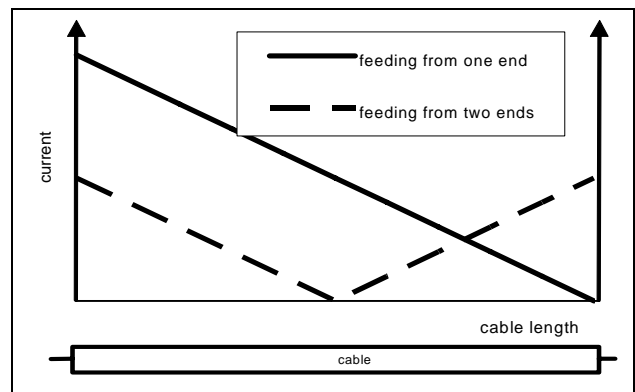 feeding from one end
feeding from two ends
current
cable length
cable